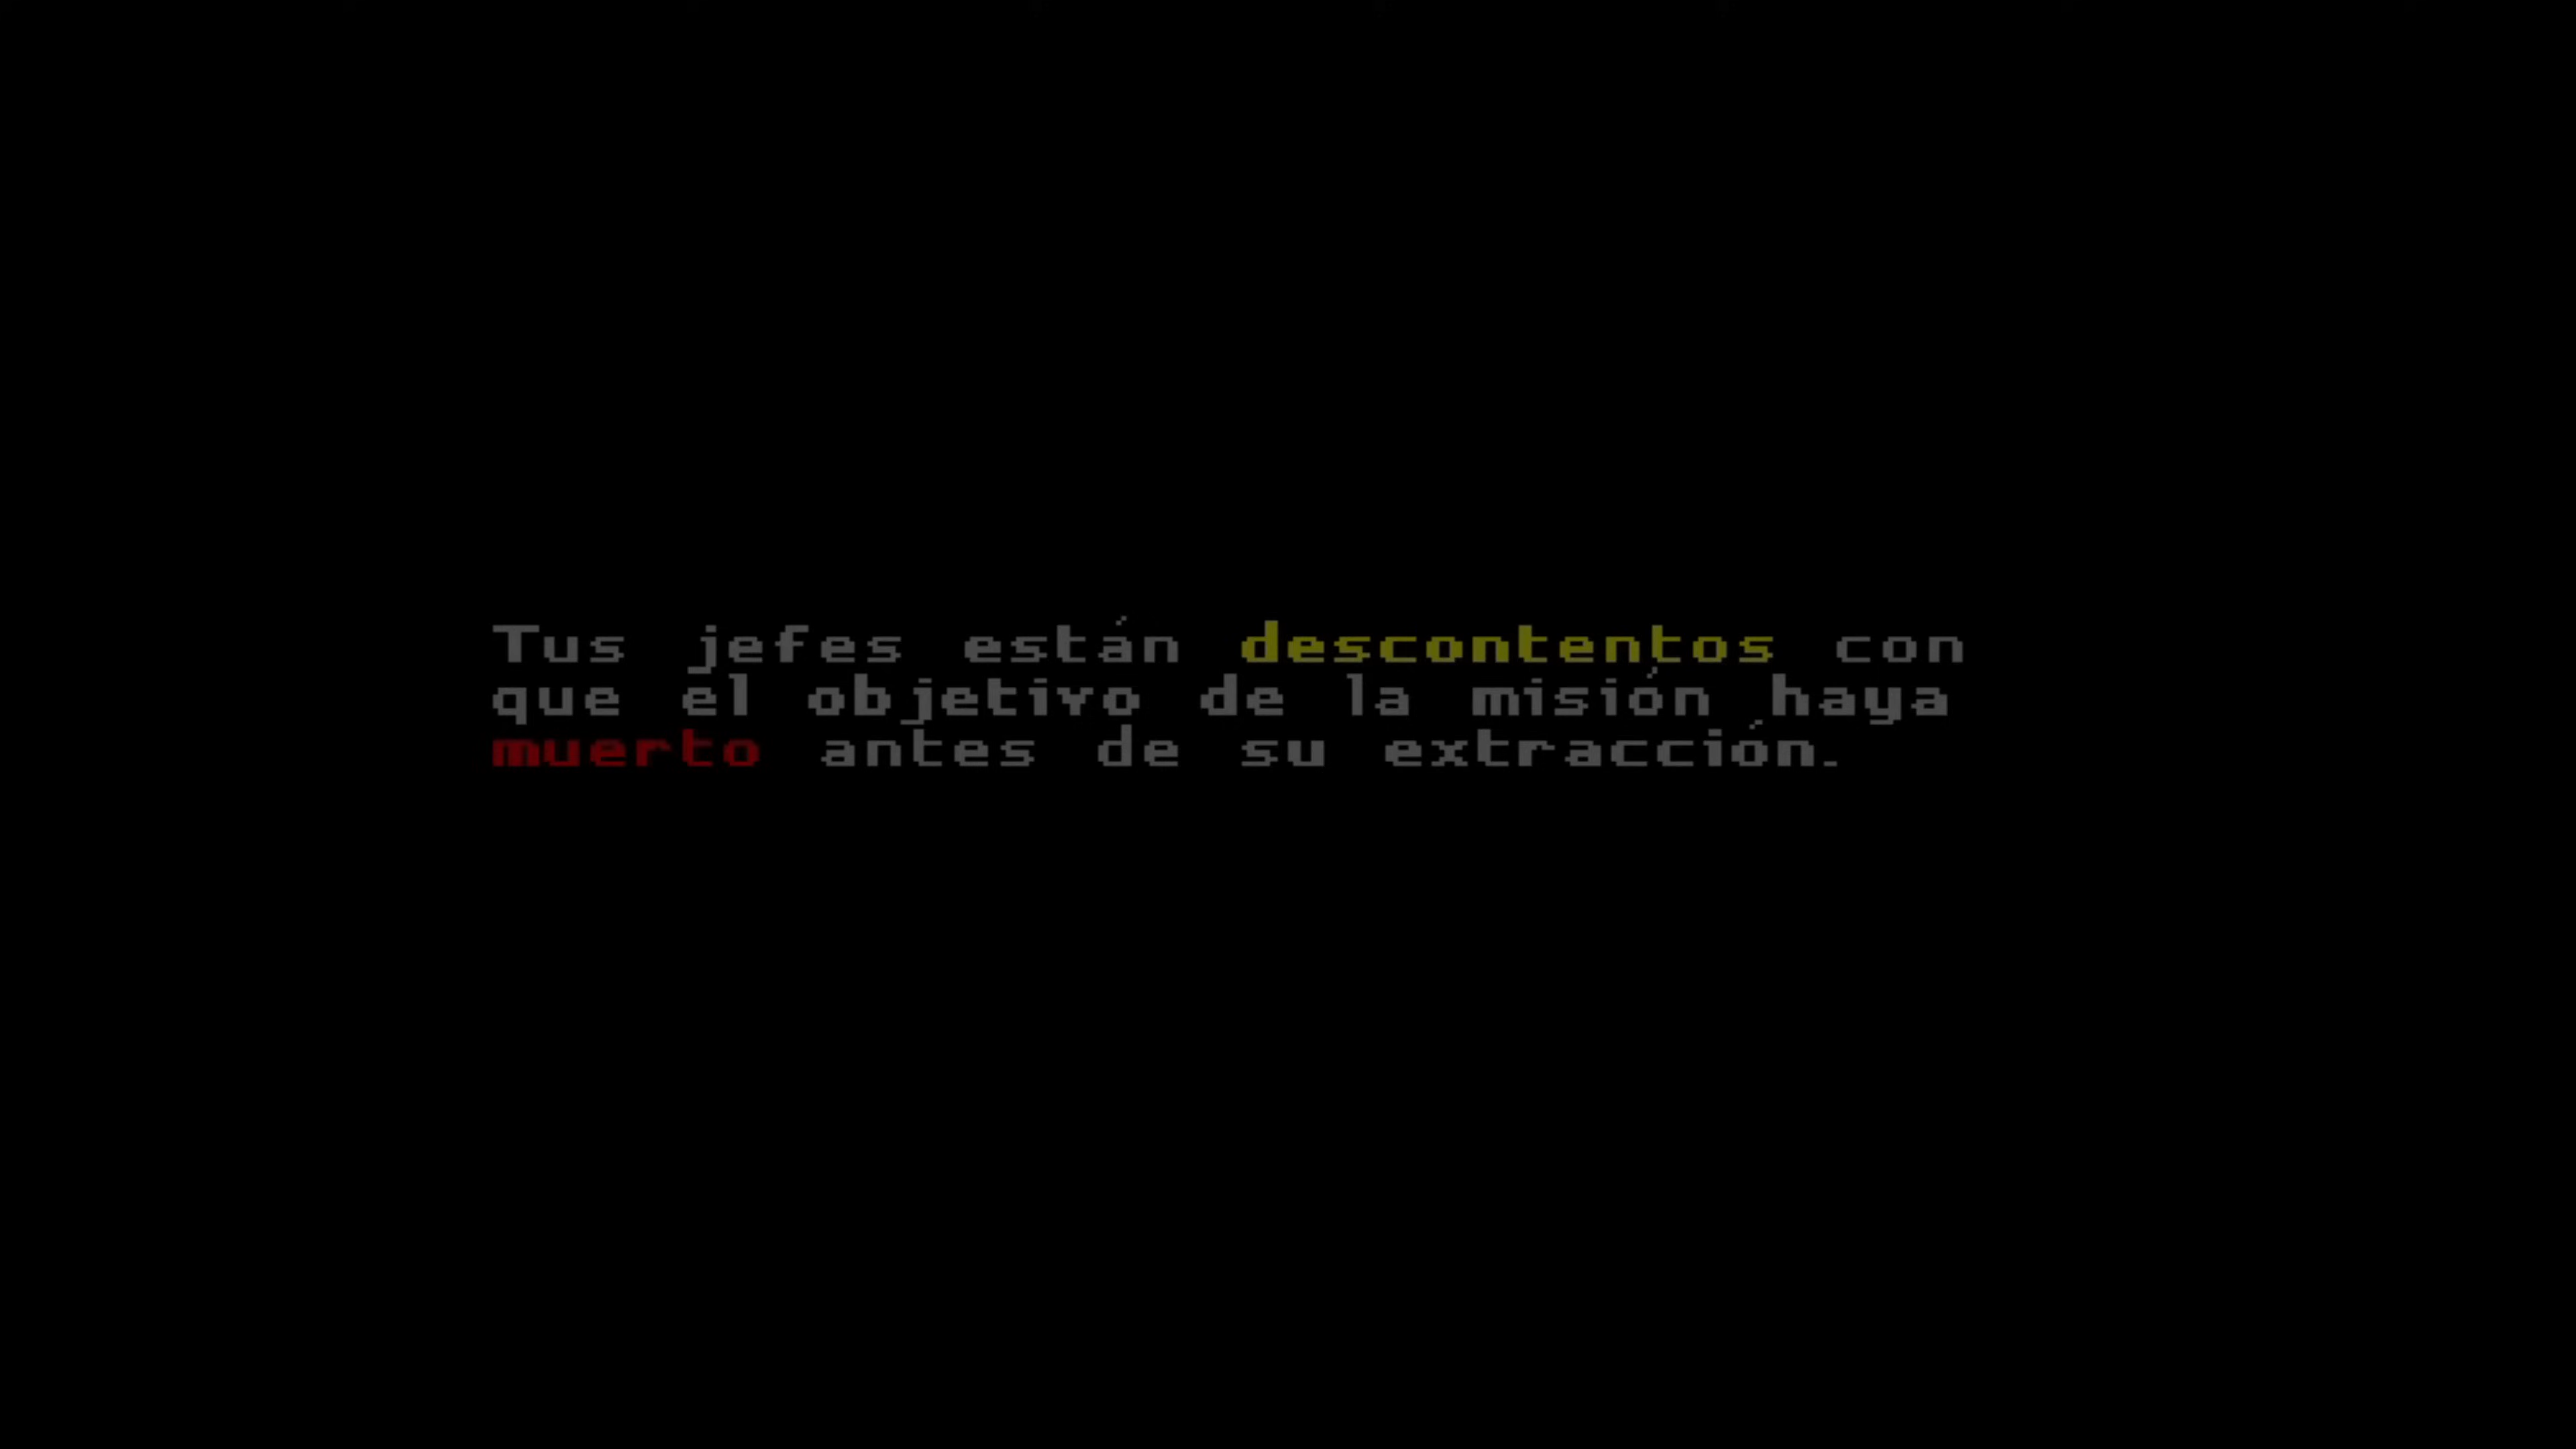 Tus jefes están descontentos con
que el objetivo de la misión haya
muerto antes de su extracción.